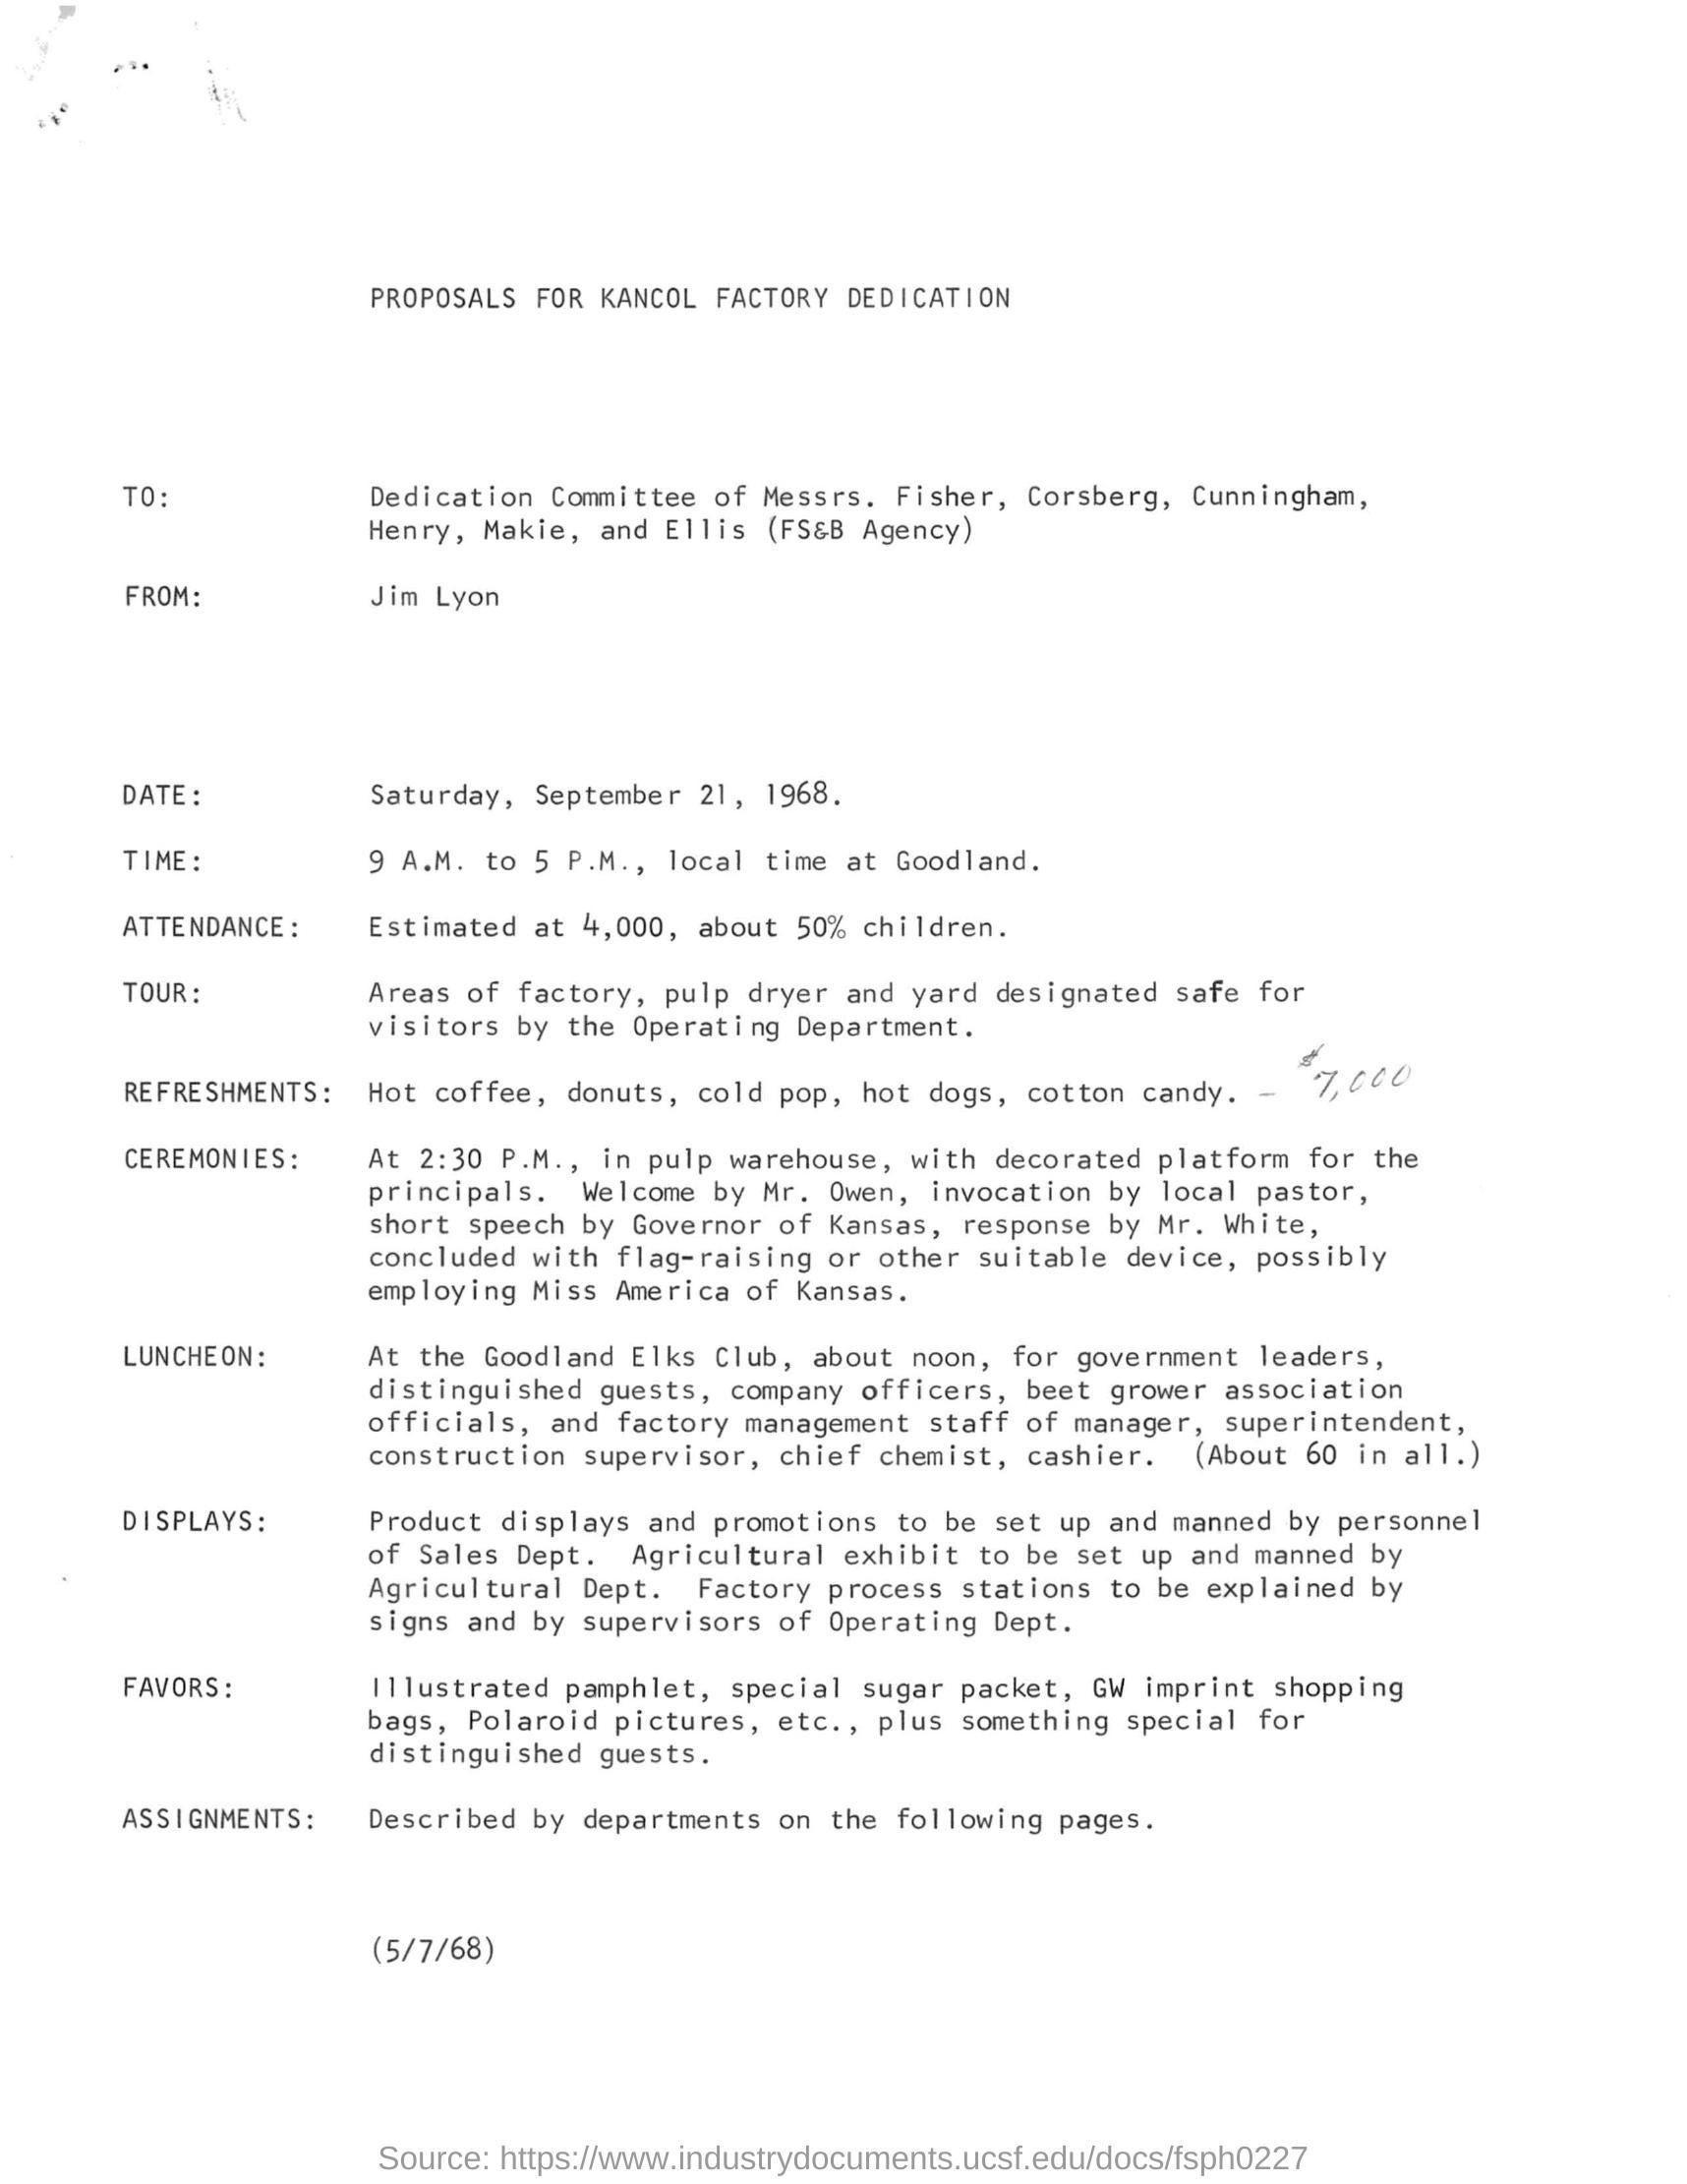 PROPOSALS FOR KANCOL FACTORY DEDICATION
TO: Dedication Committee of Messrs. Fisher, Corsberg, Cunningham,
Henry, Makie, and Ellis (FS&B Agency)
FROM: Jim Lyon
DATE: Saturday, September 21, 1968.
TIME: 9 A.M. to 5 P.M., local time at Goodland.
ATTENDANCE: Estimated at 4,000, about 50% children.
TOUR: Areas of factory, pulp dryer and yard designated safe for
visitors by the Operating Department.
REFRESHMENTS: Hot coffee, donuts, cold pop, hot dogs, cotton candy. - $7,000
CEREMONIES: At 2:30 P.M., in pulp warehouse, with decorated platform for the
principals. Welcome by Mr. Owen, invocation by local pastor,
short speech by Governor of Kansas, response by Mr. White,
concluded with flag-raising or other suitable device, possibly
employing Miss America of Kansas.
LUNCHEON: At the Goodland Elks Club, about noon, for government leaders,
distinguished guests, company officers, beet grower association
officials, and factory management staff of manager, superintendent,
construction supervisor, chief chemist, cashier. (About 60 in all.)
DISPLAYS: Product displays and promotions to be set up and manned by personnel
of Sales Dept. Agricultural exhibit to be set up and manned by
Agricultural Dept. Factory process stations to be explained by
signs and by supervisors of Operating Dept.
FAVORS: Illustrated pamphlet, special sugar packet, GW imprint shopping
bags, Polaroid pictures, etc., plus something special for
distinguished guests.
ASSIGNMENTS: Described by departments on the following pages.
(5/7/68)
Source: https://www.industrydocuments.ucsf.edu/docs/fsph0227